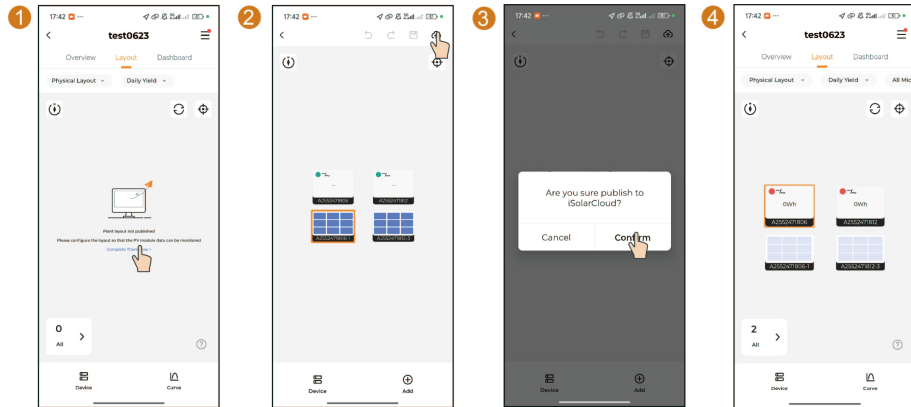 1
17:42
test0623
Overview Layout Dashboard
Physical Layout Daily Yield
Plant layout not published
Please configure the layout so that the PV module data can be monitored
0
All
Device Curve
2
17:42
A2552471806 A2552471812
A2552471806-1
Device Add
3
17:42
Are you sure publish to
iSolarCloud?
Cancel Confirm
Device Add
4
17:42
test0623
Overview Layout Dashboard
Physical Layout Daily Yield All Mic
0Wh 0Wh
A2552471806 A2552471812
A2552471806-1 A2552471812-3
2
All
Device Curve